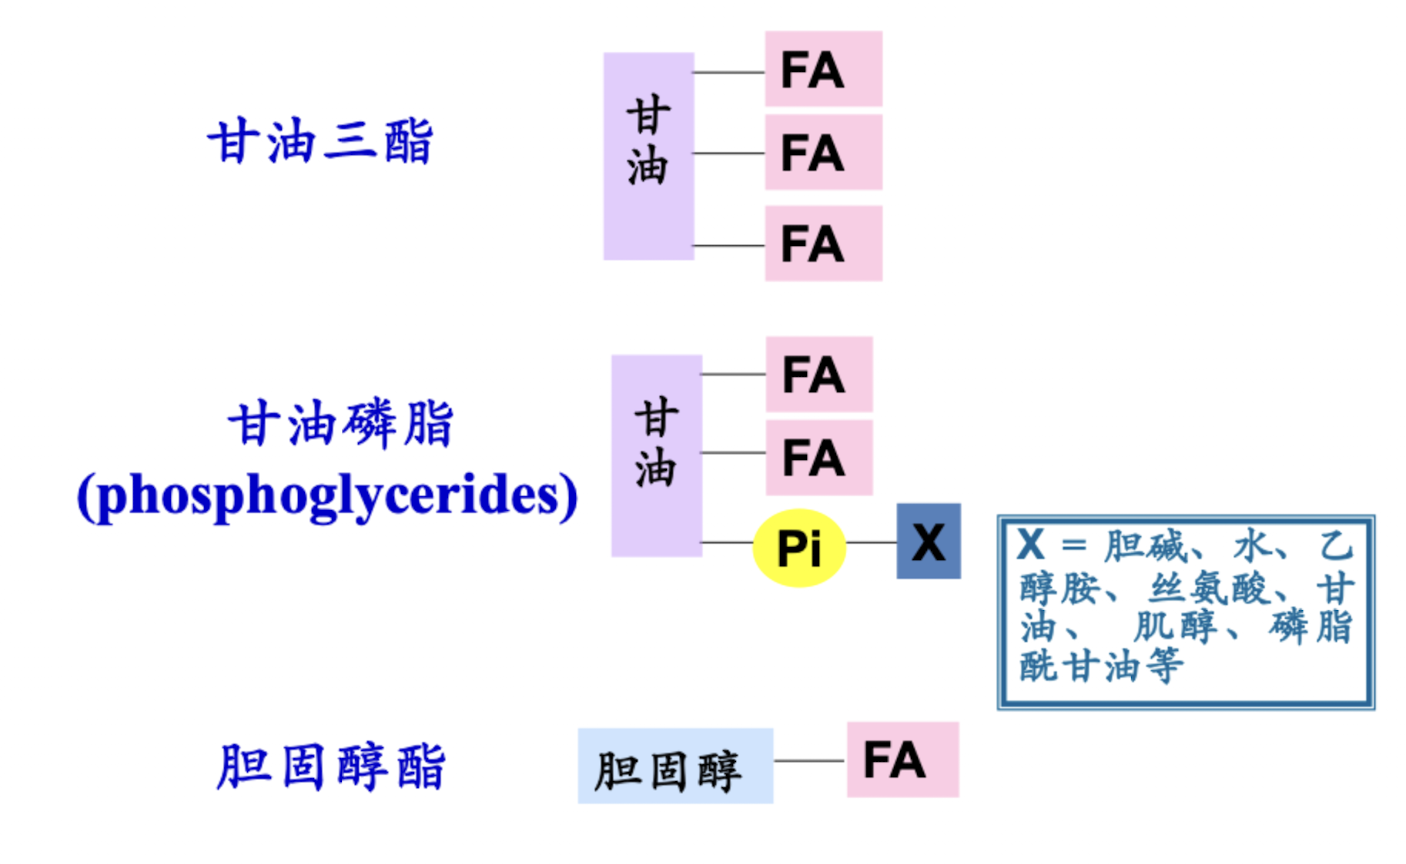 甘油三酯
甘
油
FA
FA
FA
甘油磷脂
(phosphoglycerides)
甘
油
FA
FA
Pi
X
X = 胆碱、水、乙
醇胺、丝氨酸、甘
油、 肌醇、磷脂
酰甘油等
胆固醇酯
胆固醇
FA